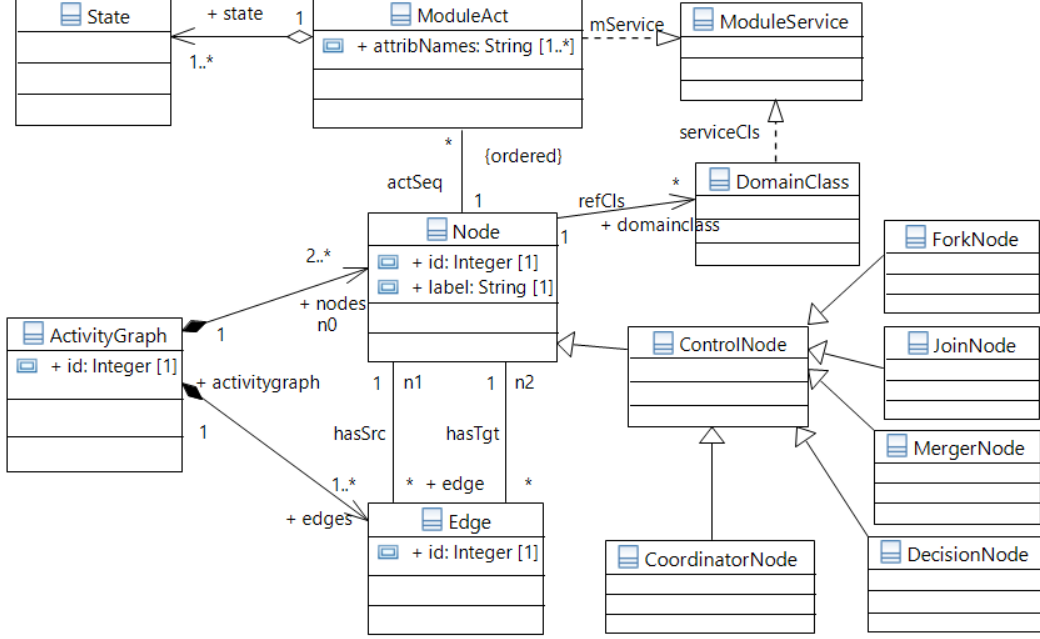 State
+ state
1
1..*
ModuleAct
+ attribNames: String [1..*]
mService
ModuleService
serviceCls
*
{ordered}
actSeq
1
DomainClass
refCls
*
1
+ domainclass
Node
+ id: Integer [1]
+ label: String [1]
2..*
+ nodes
n0
1
ActivityGraph
+ id: Integer [1]
+ activitygraph
1
1
n1
1
n2
hasSrc
hasTgt
1..*
*
+ edge
*
+ edges
Edge
+ id: Integer [1]
ControlNode
ForkNode
JoinNode
MergerNode
DecisionNode
CoordinatorNode